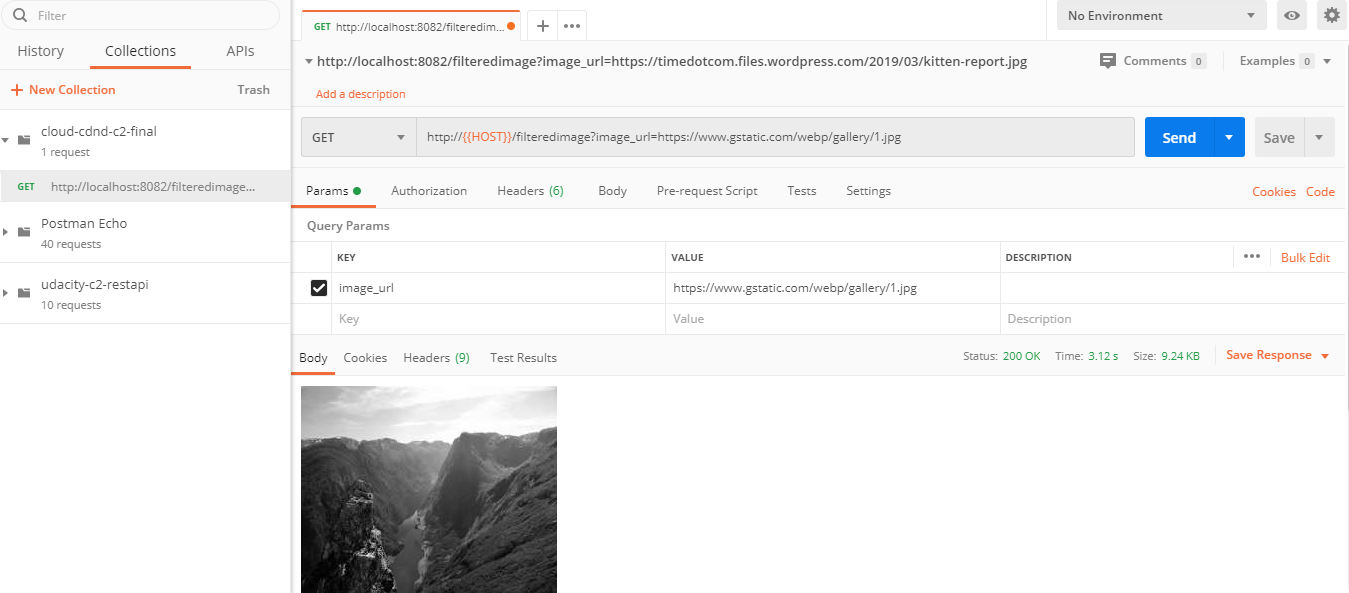 Filter
History Collections APIs
+ New Collection Trash
cloud-cdnd-c2-final
1 request
GET http://localhost:8082/filteredimage...
Postman Echo
40 requests
udacity-c2-restapi
10 requests
GET http://localhost:8082/filteredim...
No Environment
http://localhost:8082/filteredimage?image_url=https://timedotcom.files.wordpress.com/2019/03/kitten-report.jpg
Comments 0 Examples 0
Add a description
GET http://{{HOST}}/filteredimage?image_url=https://www.gstatic.com/webp/gallery/1.jpg Send Save
Params Authorization Headers (6) Body Pre-request Script Tests Settings Cookies Code
Query Params
KEY VALUE DESCRIPTION Bulk Edit
image_url https://www.gstatic.com/webp/gallery/1.jpg
Key Value Description
Body Cookies Headers (9) Test Results Status: 200 OK Time: 3.12 s Size: 9.24 KB Save Response